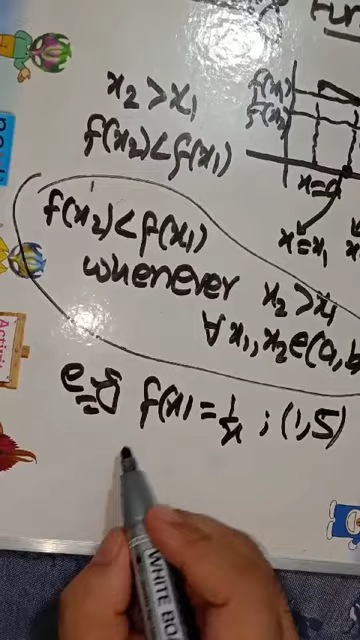 x₂ > x₁
f(x₂) < f(x₁)
f(x₁)
f(x₂)
x=a
x=x₁
f(x₂) < f(x₁)
whenever x₂ > x₁
∀ x₁, x₂ ∈ (a, b
e.g f(x) = 1/x ; (1,5)
WHITE BO
Activit